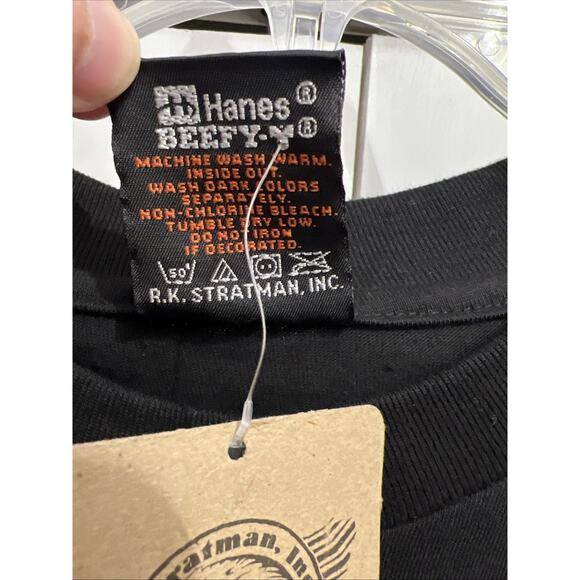 Hanes®
BEEFY-T®
MACHINE WASH WARM.
INSIDE OUT.
WASH DARK COLORS
SEPARATELY.
NON-CHLORINE BLEACH.
TUMBLE DRY LOW.
DO NOT IRON
IF DECORATED.
50°
R.K. STRATMAN, INC.
tratman, In